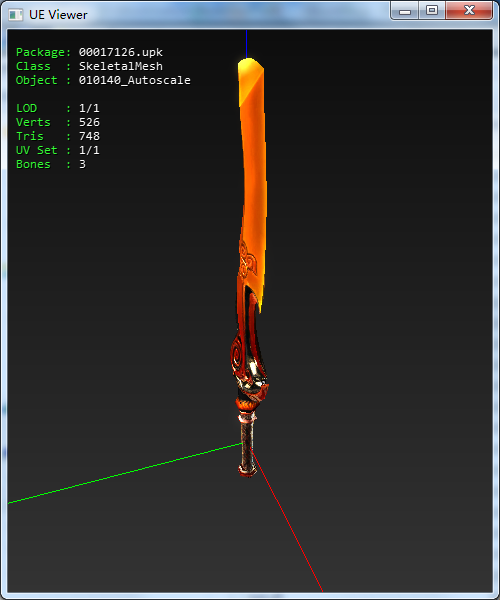 UE Viewer
Package: 00017126.upk
Class : SkeletalMesh
Object : 010140_Autoscale
LOD : 1/1
Verts : 526
Tris : 748
UV Set : 1/1
Bones : 3